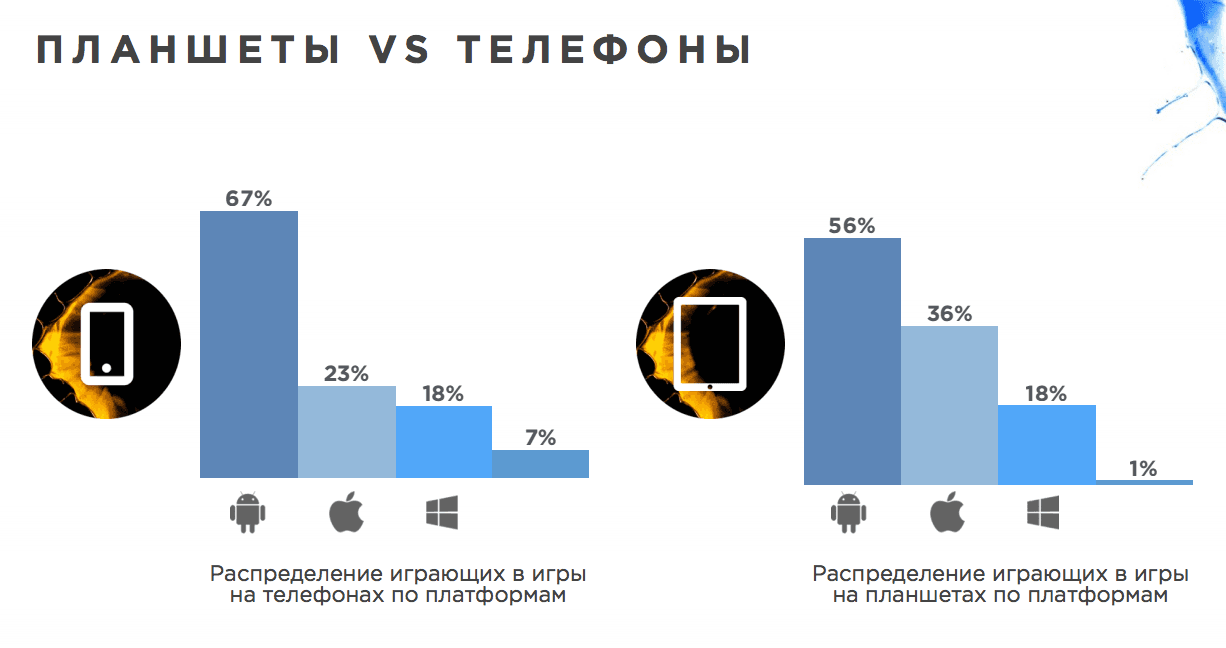 ПЛАНШЕТЫ VS ТЕЛЕФОНЫ
67%
23%
18%
7%
Распределение играющих в игры
на телефонах по платформам
56%
36%
18%
1%
Распределение играющих в игры
на планшетах по платформам